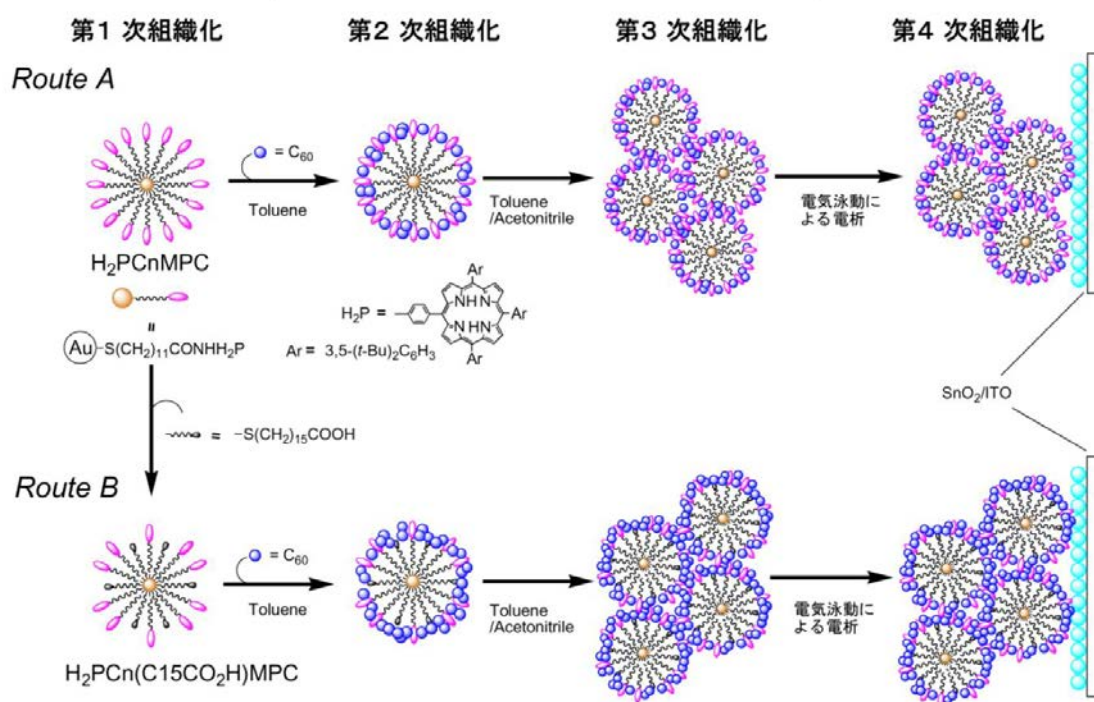 第1 次組織化
第2 次組織化
第3 次組織化
第4 次組織化
Route A
= C60
Toluene
Toluene
/Acetonitrile
電気泳動に
よる電析
H2PCnMPC
=
Au-S(CH2)11CONHH2P
H2P =
Ar
Ar
Ar
NH N
N HN
Ar = 3,5-(t-Bu)2C6H3
SnO2/ITO
= -S(CH2)15COOH
Route B
= C60
Toluene
Toluene
/Acetonitrile
電気泳動に
よる電析
H2PCn(C15CO2H)MPC